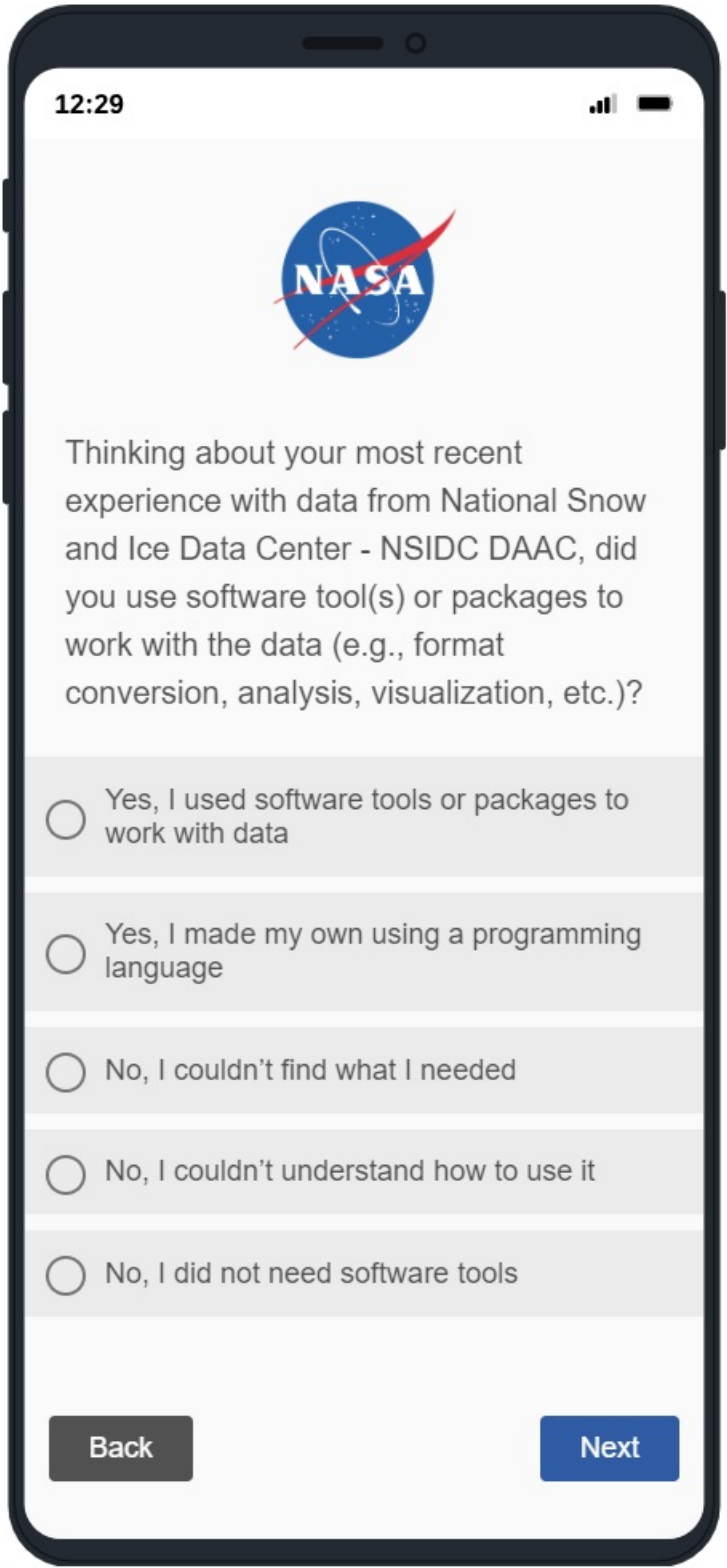 12:29
NASA
Thinking about your most recent
experience with data from National Snow
and Ice Data Center - NSIDC DAAC, did
you use software tool(s) or packages to
work with the data (e.g., format
conversion, analysis, visualization, etc.)?
Yes, I used software tools or packages to
work with data
Yes, I made my own using a programming
language
No, I couldn’t find what I needed
No, I couldn’t understand how to use it
No, I did not need software tools
Back
Next